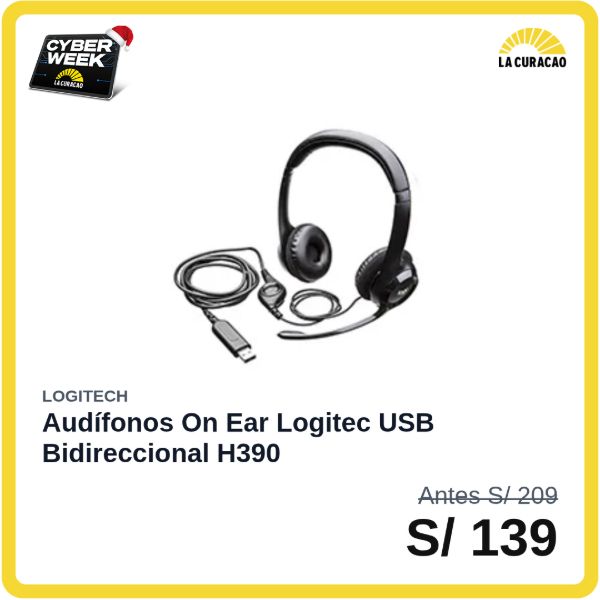 CYBER
WEEK
LA CURACAO
LA CURACAO
LOGITECH
Audífonos On Ear Logitec USB
Bidireccional H390
Antes S/ 209
S/ 139